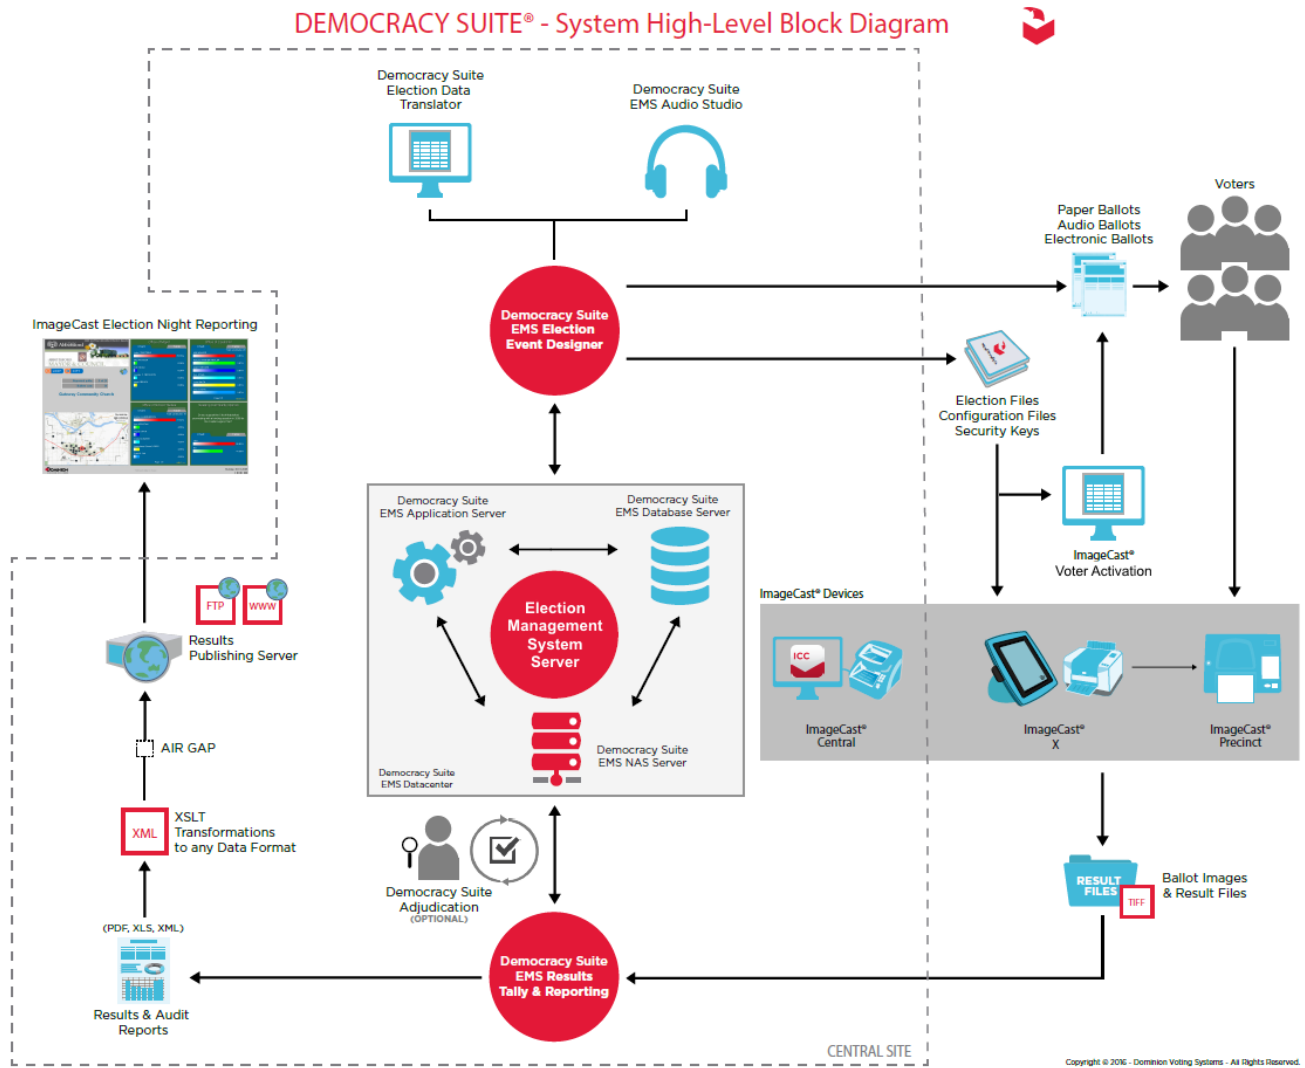 DEMOCRACY SUITE® - System High-Level Block Diagram
Democracy Suite
Election Data
Translator
Democracy Suite
EMS Audio Studio
Voters
Paper Ballots
Audio Ballots
Electronic Ballots
Democracy Suite
EMS Election
Event Designer
ImageCast Election Night Reporting
Election Files
Configuration Files
Security Keys
Democracy Suite
EMS Application Server
Democracy Suite
EMS Database Server
ImageCast®
Voter Activation
Election
Management
System
Server
FTP
WWW
Results
Publishing Server
ImageCast® Devices
ICC
ImageCast®
Central
ImageCast®
X
ImageCast®
Precinct
AIR GAP
Democracy Suite
EMS NAS Server
Democracy Suite
EMS Datacenter
XML
XSLT
Transformations
to any Data Format
Democracy Suite
Adjudication
(OPTIONAL)
RESULT
FILES
TIFF
Ballot Images
& Result Files
(PDF, XLS, XML)
Results & Audit
Reports
Democracy Suite
EMS Results
Tally & Reporting
CENTRAL SITE
Copyright © 2016 - Dominion Voting Systems - All Rights Reserved.